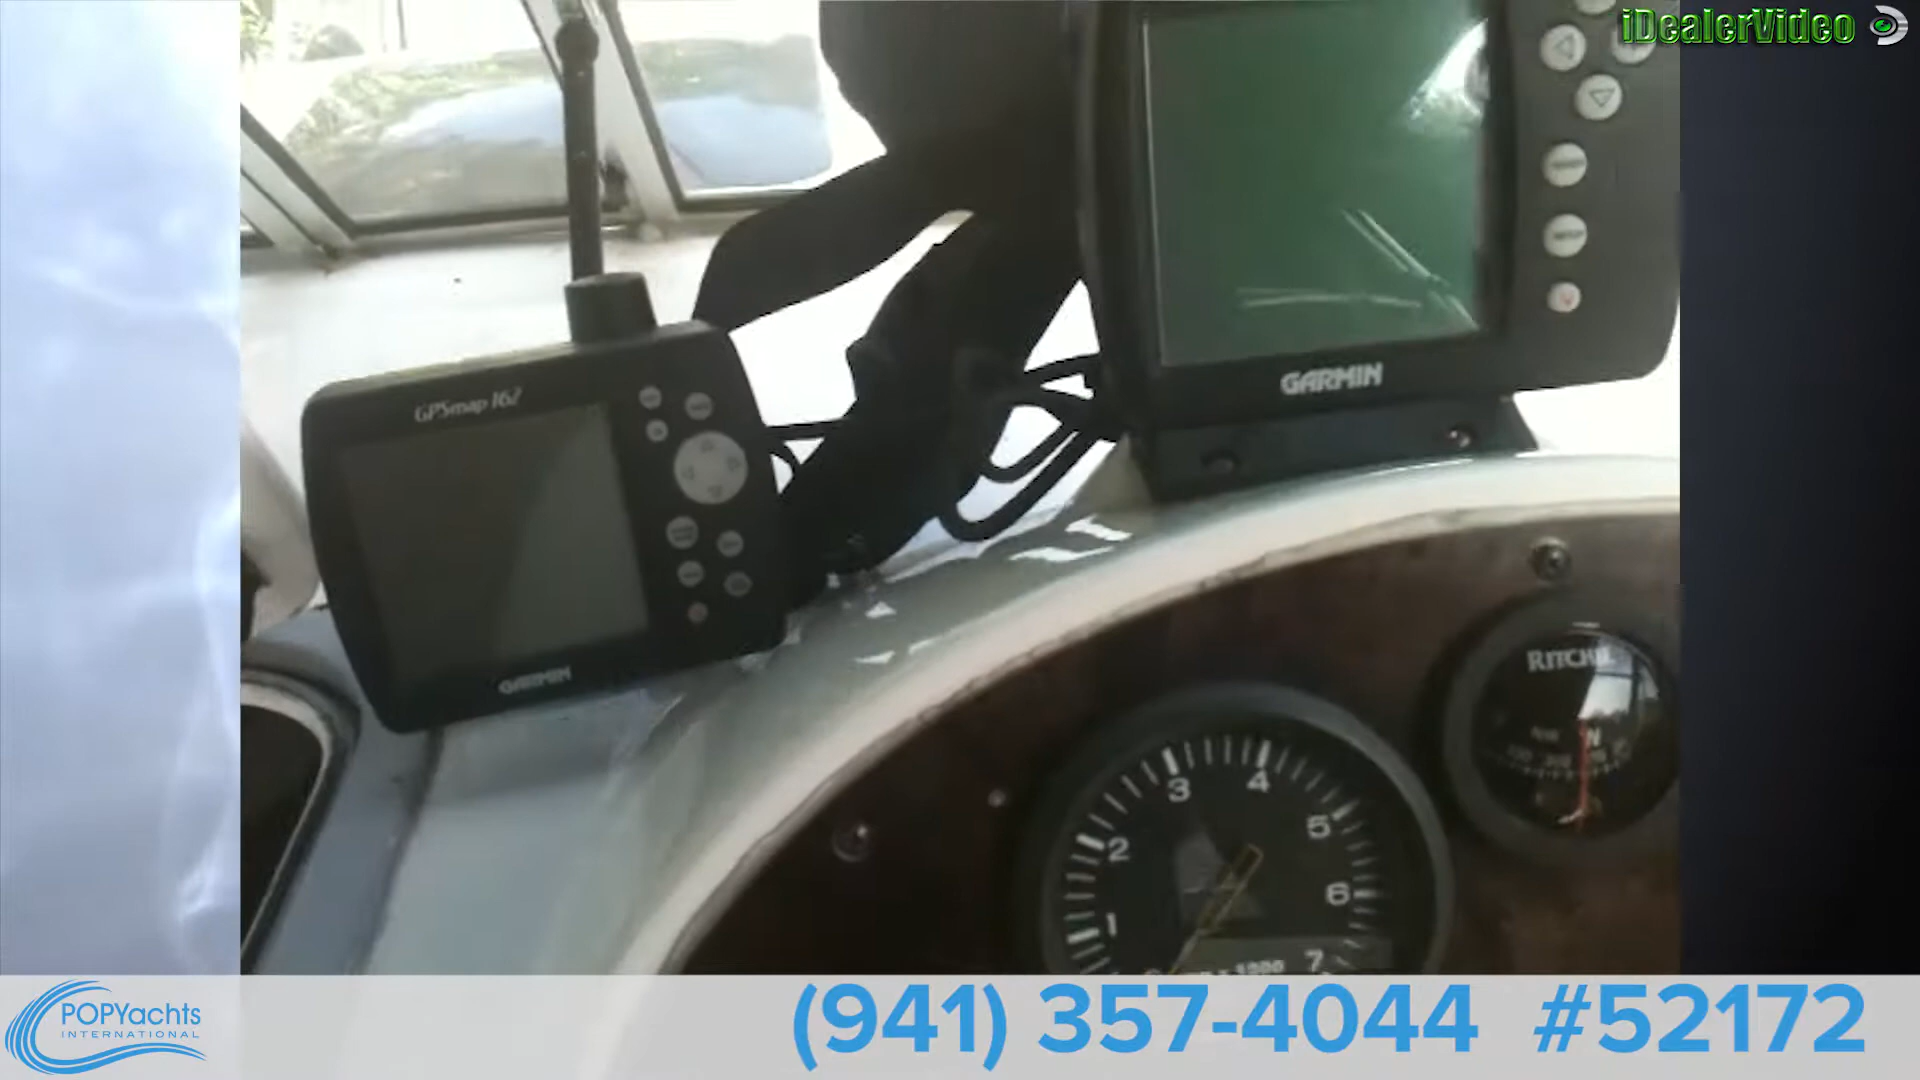 iDealerVideo
GPSmap 162
GARMIN
GARMIN
RITCHIE
N
3 4
2 5
1 6
7
POPYachts
INTERNATIONAL
(941) 357-4044 #52172